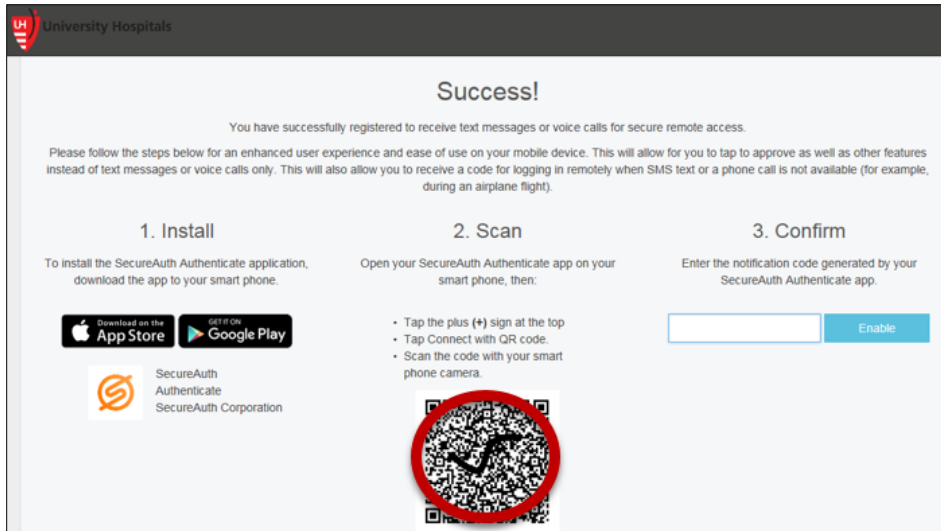 University Hospitals
Success!
You have successfully registered to receive text messages or voice calls for secure remote access.
Please follow the steps below for an enhanced user experience and ease of use on your mobile device. This will allow for you to tap to approve as well as other features
instead of text messages or voice calls only. This will also allow you to receive a code for logging in remotely when SMS text or a phone call is not available (for example,
during an airplane flight).
1. Install
To install the SecureAuth Authenticate application,
download the app to your smart phone.
Download on the
App Store
GET IT ON
Google Play
SecureAuth
Authenticate
SecureAuth Corporation
2. Scan
Open your SecureAuth Authenticate app on your
smart phone, then:
• Tap the plus (+) sign at the top
• Tap Connect with QR code.
• Scan the code with your smart
phone camera.
3. Confirm
Enter the notification code generated by your
SecureAuth Authenticate app.
Enable